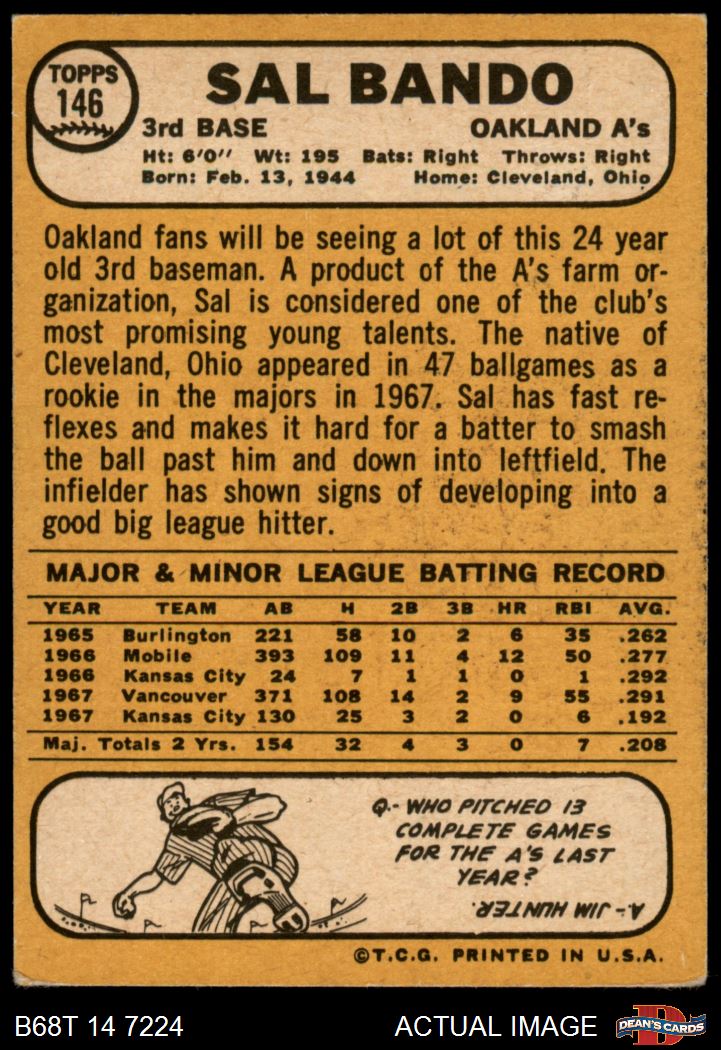 TOPPS
146
SAL BANDO
3rd BASE OAKLAND A's
Ht: 6'0'' Wt: 195 Bats: Right Throws: Right
Born: Feb. 13, 1944 Home: Cleveland, Ohio
Oakland fans will be seeing a lot of this 24 year
old 3rd baseman. A product of the A's farm or-
ganization, Sal is considered one of the club's
most promising young talents. The native of
Cleveland, Ohio appeared in 47 ballgames as a
rookie in the majors in 1967. Sal has fast re-
flexes and makes it hard for a batter to smash
the ball past him and down into leftfield. The
infielder has shown signs of developing into a
good big league hitter.
MAJOR & MINOR LEAGUE BATTING RECORD
YEAR TEAM AB H 2B 3B HR RBI AVG.
1965 Burlington 221 58 10 2 6 35 .262
1966 Mobile 393 109 11 4 12 50 .277
1966 Kansas City 24 7 1 1 0 1 .292
1967 Vancouver 371 108 14 2 9 55 .291
1967 Kansas City 130 25 3 2 0 6 .192
Maj. Totals 2 Yrs. 154 32 4 3 0 7 .208
Q.- WHO PITCHED 13
COMPLETE GAMES
FOR THE A'S LAST
YEAR?
A.- JIM HUNTER.
©T.C.G. PRINTED IN U.S.A.
B68T 14 7224 ACTUAL IMAGE
D
DEAN'S CARDS